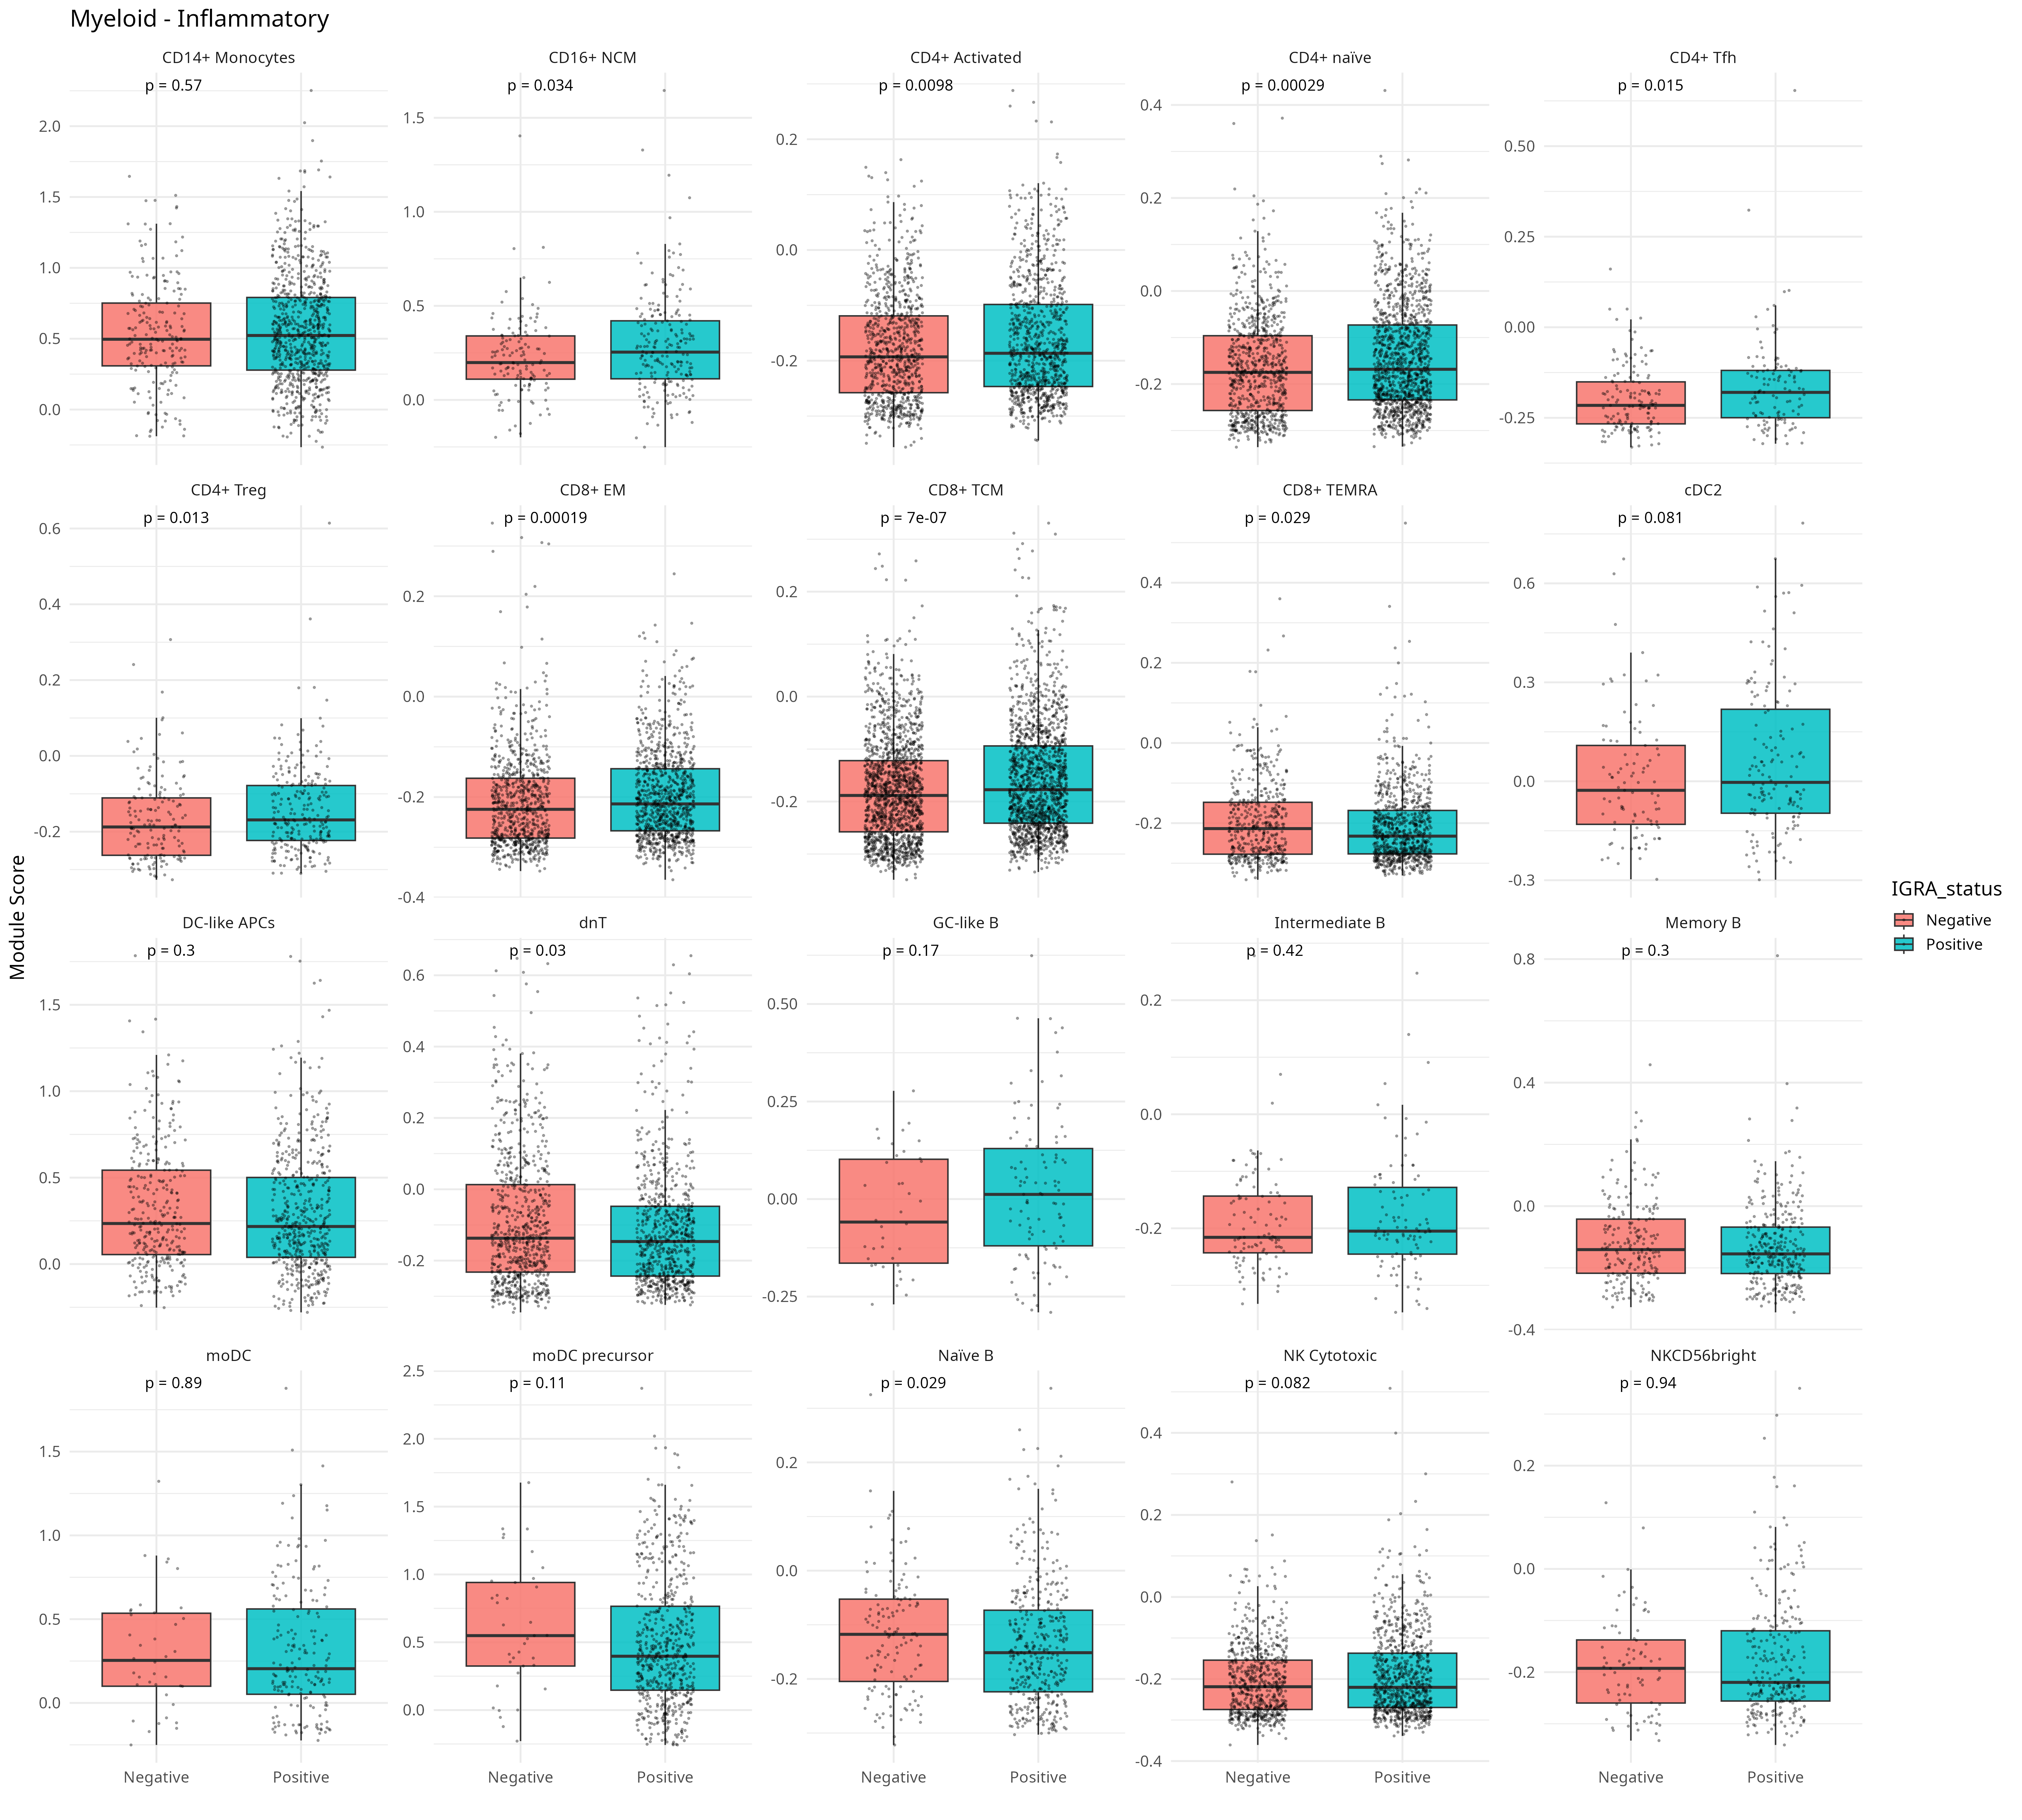 Myeloid - Inflammatory
CD14+ Monocytes
CD16+ NCM
CD4+ Activated
CD4+ naïve
CD4+ Tfh
p = 0.57
p = 0.034
p = 0.0098
p = 0.00029
p = 0.015
2.0
1.5
1.0
0.5
0.0
1.5
1.0
0.5
0.0
0.2
0.0
-0.2
0.4
0.2
0.0
-0.2
0.50
0.25
0.00
-0.25
CD4+ Treg
CD8+ EM
CD8+ TCM
CD8+ TEMRA
cDC2
p = 0.013
p = 0.00019
p = 7e-07
p = 0.029
p = 0.081
0.6
0.4
0.2
0.0
-0.2
0.2
0.0
-0.2
-0.4
0.2
0.0
-0.2
0.4
0.2
0.0
-0.2
0.6
0.3
0.0
-0.3
DC-like APCs
dnT
GC-like B
Intermediate B
Memory B
p = 0.3
p = 0.03
p = 0.17
p = 0.42
p = 0.3
1.5
1.0
0.5
0.0
0.6
0.4
0.2
0.0
-0.2
0.50
0.25
0.00
-0.25
0.2
0.0
-0.2
0.8
0.4
0.0
-0.4
moDC
moDC precursor
Naïve B
NK Cytotoxic
NKCD56bright
p = 0.89
p = 0.11
p = 0.029
p = 0.082
p = 0.94
1.5
1.0
0.5
0.0
2.5
2.0
1.5
1.0
0.5
0.0
0.2
0.0
-0.2
0.4
0.2
0.0
-0.2
-0.4
0.2
0.0
-0.2
Negative
Positive
Negative
Positive
Negative
Positive
Negative
Positive
Negative
Positive
Module Score
IGRA_status
Negative
Positive